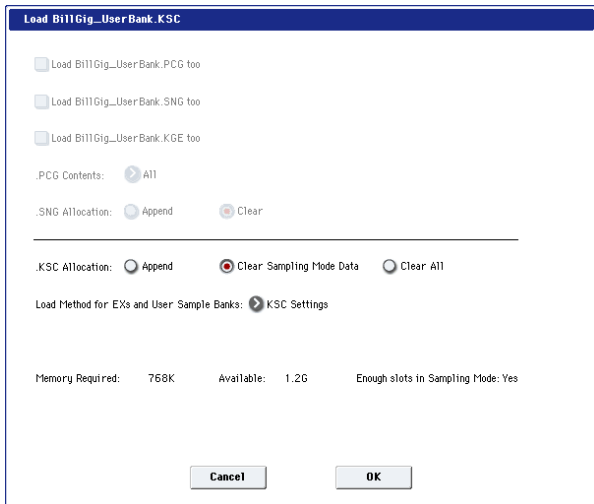 Load BillGig_UserBank.KSC
Load BillGig_UserBank.PCG too
Load BillGig_UserBank.SNG too
Load BillGig_UserBank.KGE too
.PCG Contents: All
.SNG Allocation: Append Clear
.KSC Allocation: Append Clear Sampling Mode Data Clear All
Load Method for EXs and User Sample Banks: KSC Settings
Memory Required: 768K Available: 1.2G Enough slots in Sampling Mode: Yes
Cancel OK